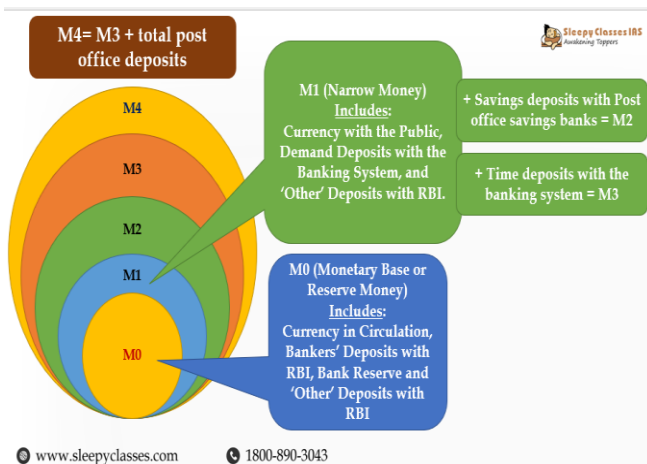 M4= M3 + total post
office deposits
Sleepy Classes IAS
Awakening Toppers
M4
M3
M2
M1
M0
M1 (Narrow Money)
Includes:
Currency with the Public,
Demand Deposits with the
Banking System, and
‘Other’ Deposits with RBI.
+ Savings deposits with Post
office savings banks = M2
+ Time deposits with the
banking system = M3
M0 (Monetary Base or
Reserve Money)
Includes:
Currency in Circulation,
Bankers’ Deposits with
RBI, Bank Reserve and
‘Other’ Deposits with
RBI
www.sleepyclasses.com
1800-890-3043